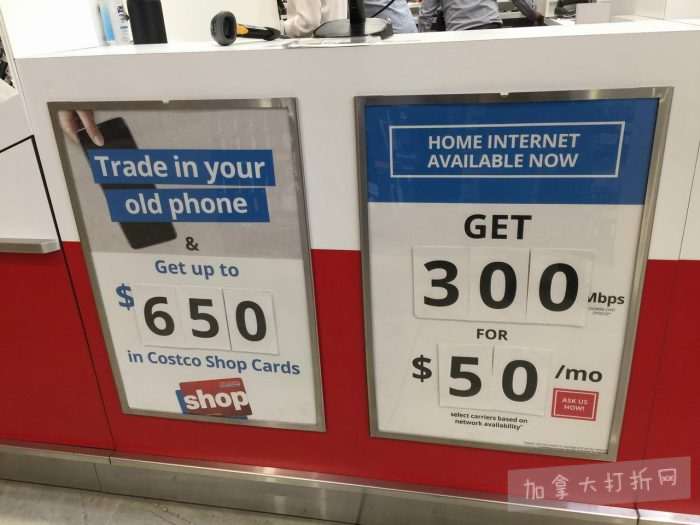 Trade in your
old phone
&
Get up to
$650
in Costco Shop Cards
shop
HOME INTERNET
AVAILABLE NOW
GET
300 Mbps
FOR
$50/mo
ASK US
NOW!
select carriers based on
network availability*
加拿大打折网